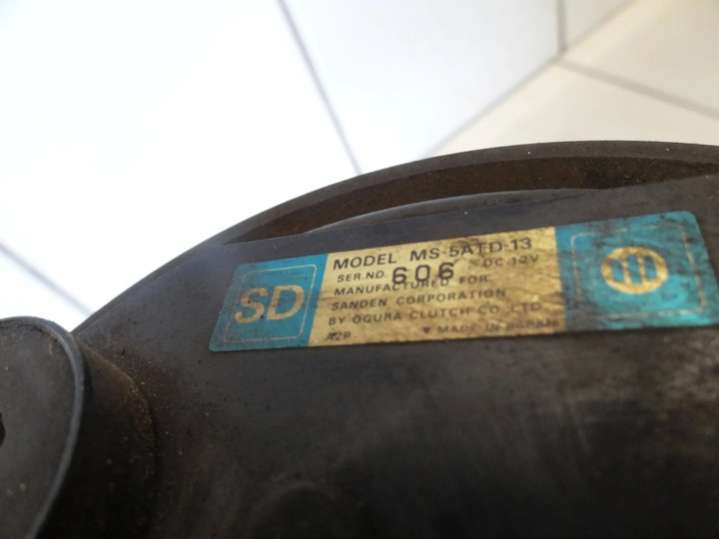 SD
MODEL MS-5ATD-13
SER.NO. 606 DC 12V
MANUFACTURED FOR
SANDEN CORPORATION
BY OGURA CLUTCH CO., LTD.
MADE IN JAPAN